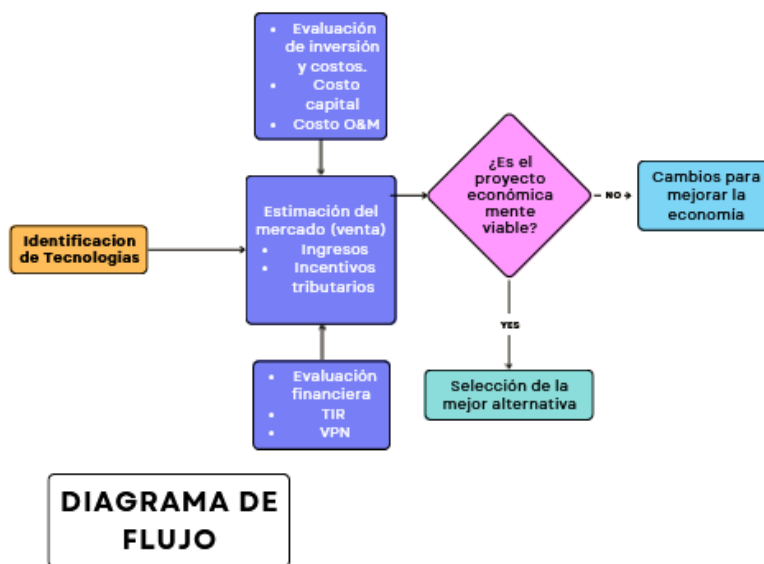 • Evaluación
de inversión
y costos.
• Costo
capital
• Costo O&M
Identificacion
de Tecnologias
Estimación del
mercado (venta)
• Ingresos
• Incentivos
tributarios
• Evaluación
financiera
• TIR
• VPN
¿Es el
proyecto
económica
mente
viable?
NO
Cambios para
mejorar la
economía
YES
Selección de la
mejor alternativa
DIAGRAMA DE
FLUJO